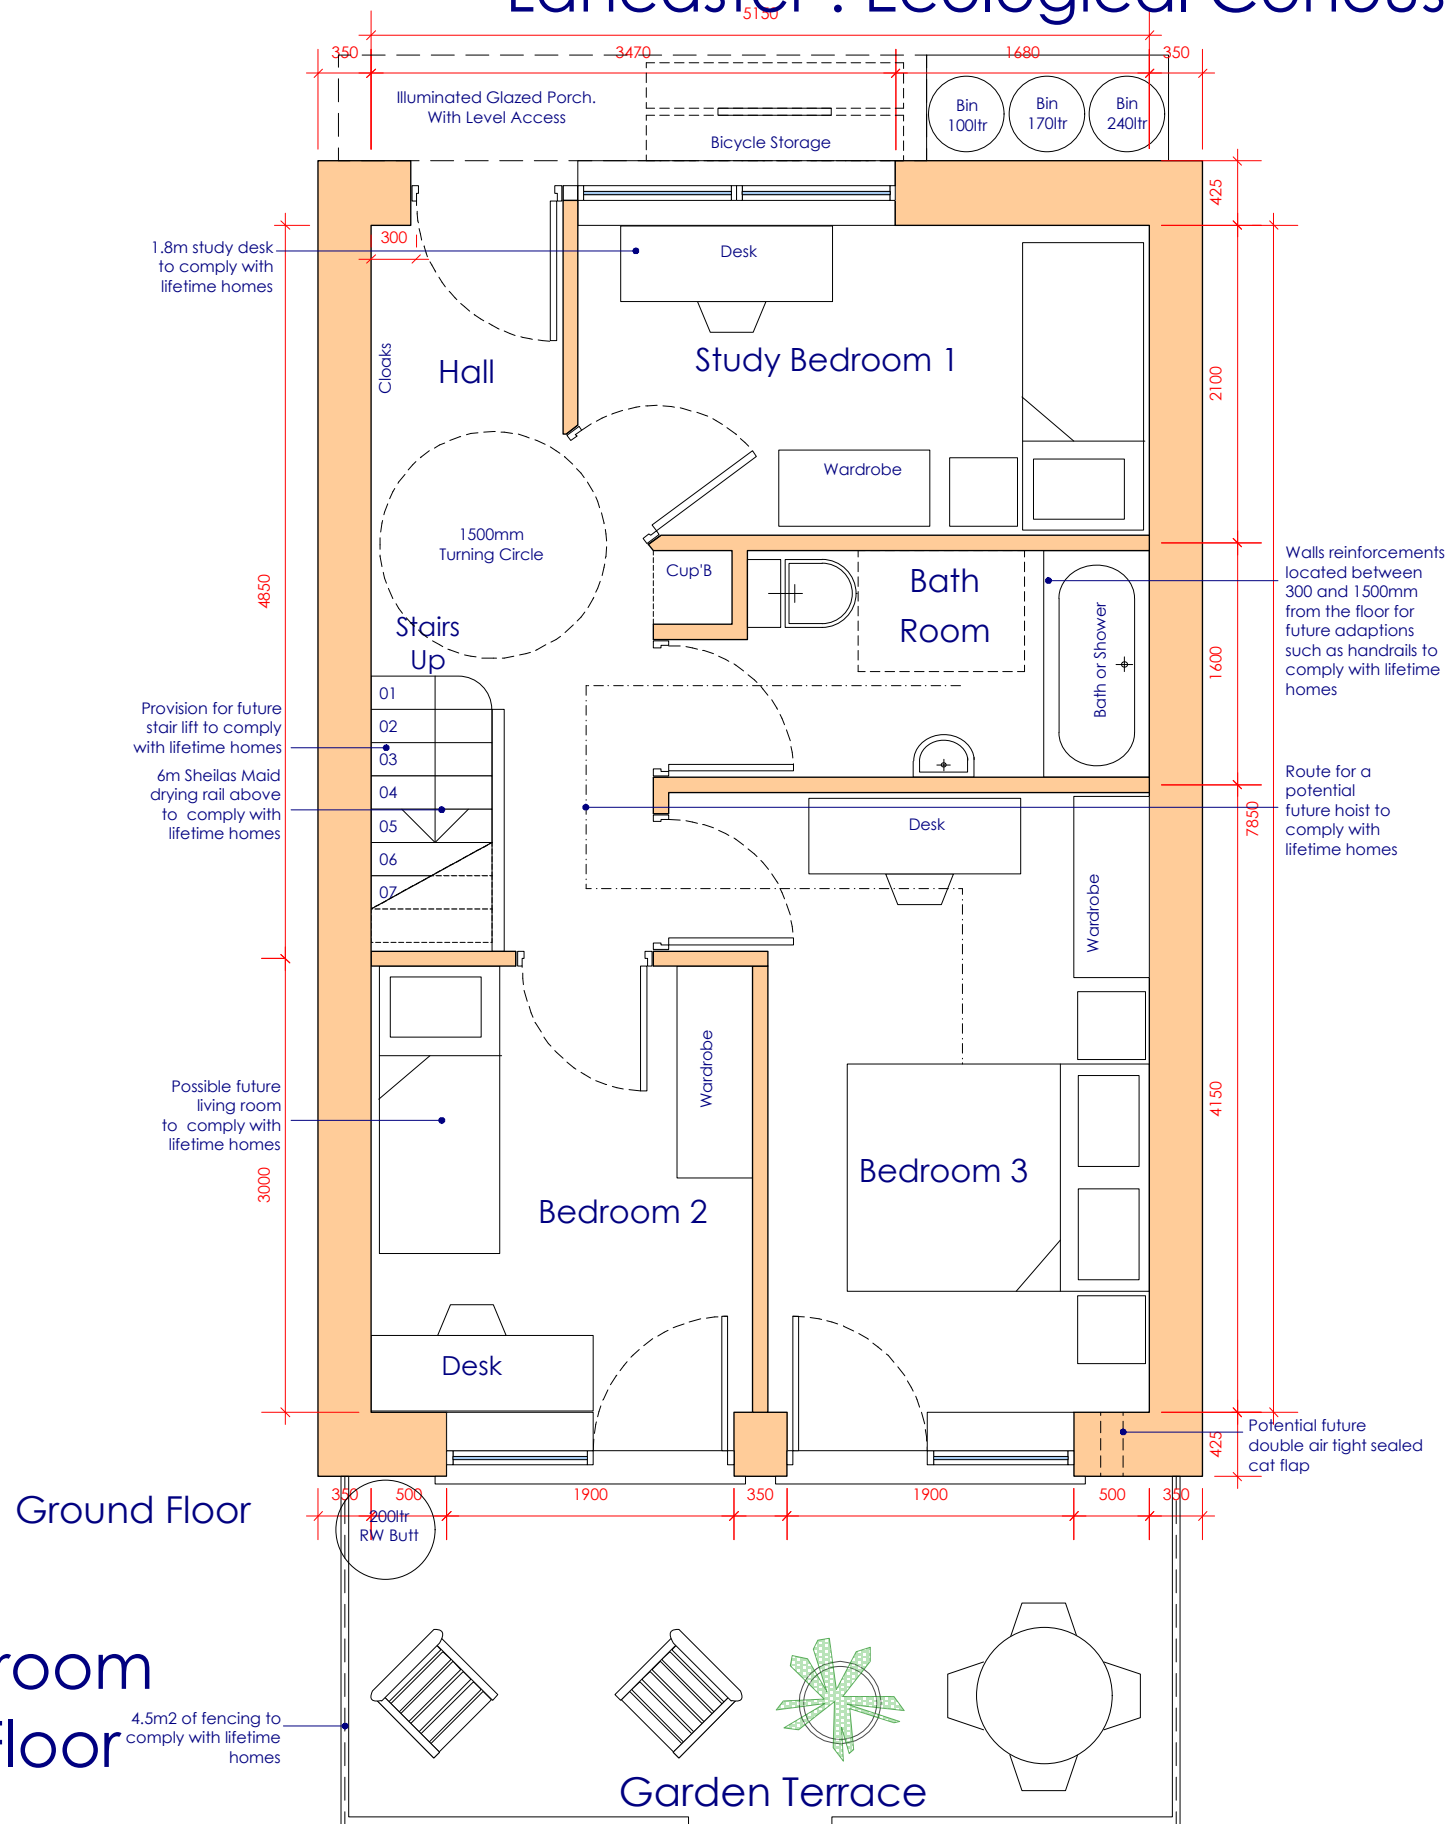 Lancaster : Ecological Cohous
5150
350
3470
1680
350
Illuminated Glazed Porch.
With Level Access
Bicycle Storage
Bin
100ltr
Bin
170ltr
Bin
240ltr
425
300
1.8m study desk
to comply with
lifetime homes
Desk
Cloaks
Hall
Study Bedroom 1
2100
Wardrobe
1500mm
Turning Circle
Cup'B
Bath
Room
Bath or Shower
Walls reinforcements
located between
300 and 1500mm
from the floor for
future adaptions
such as handrails to
comply with lifetime
homes
4850
1600
Stairs
Up
01
02
03
04
05
06
07
Provision for future
stair lift to comply
with lifetime homes
6m Sheilas Maid
drying rail above
to comply with
lifetime homes
Route for a
potential
future hoist to
comply with
lifetime homes
7850
Desk
Wardrobe
Possible future
living room
to comply with
lifetime homes
Wardrobe
4150
3000
Bedroom 3
Bedroom 2
Desk
425
Potential future
double air tight sealed
cat flap
350
500
1900
350
1900
500
350
Ground Floor
200ltr
RW Butt
room
Floor
4.5m2 of fencing to
comply with lifetime
homes
Garden Terrace